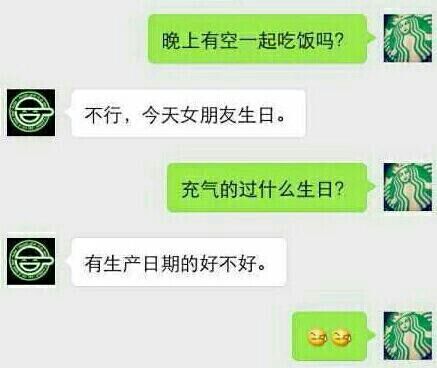 晚上有空一起吃饭吗？
不行，今天女朋友生日。
充气的过什么生日？
有生产日期的好不好。